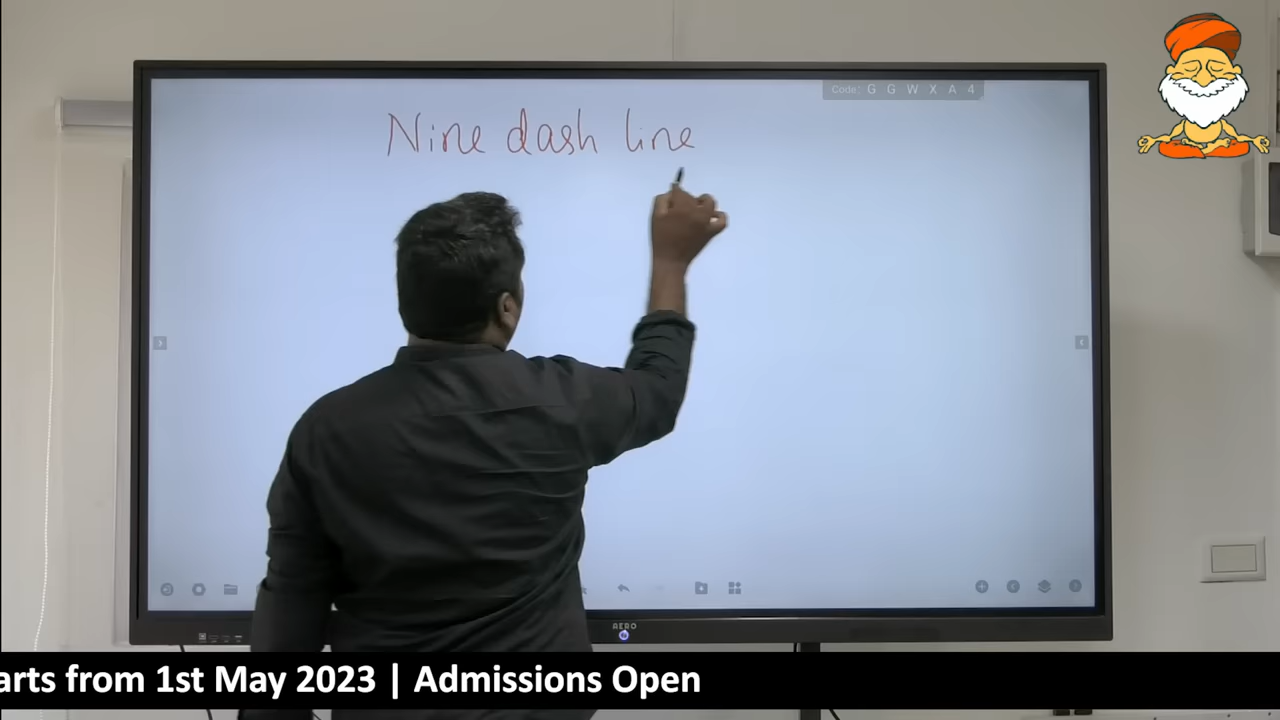 Code: G G W X A 4
Nine dash line
AERO
arts from 1st May 2023 | Admissions Open